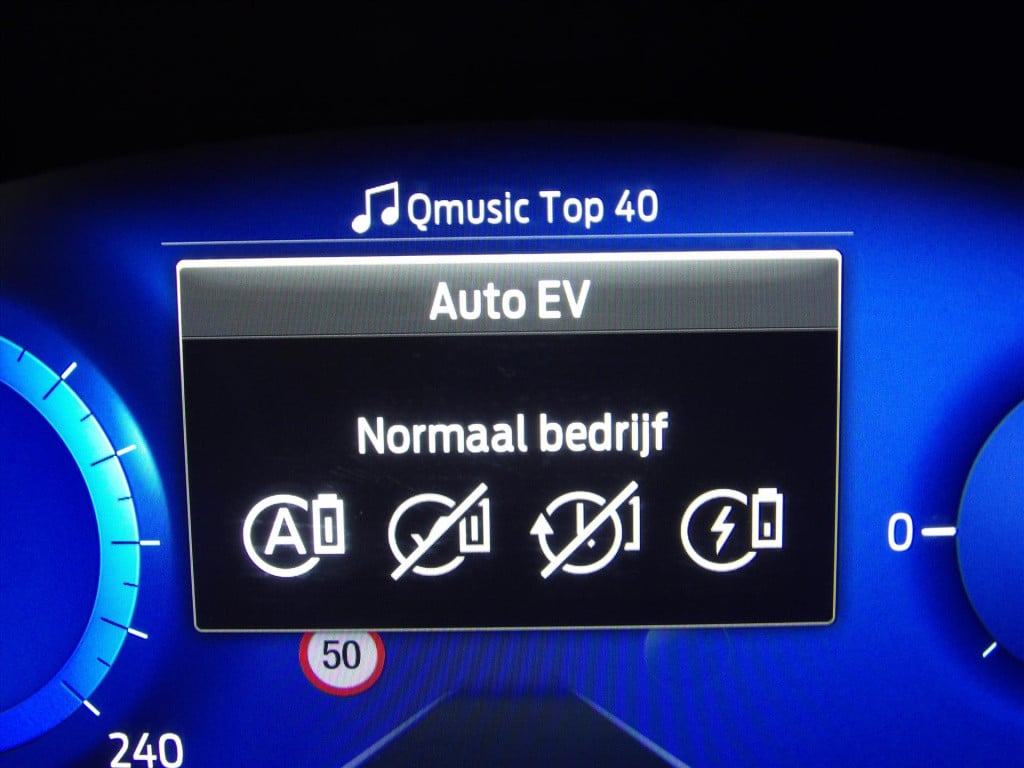 Qmusic Top 40
Auto EV
Normaal bedrijf
A
0
50
240